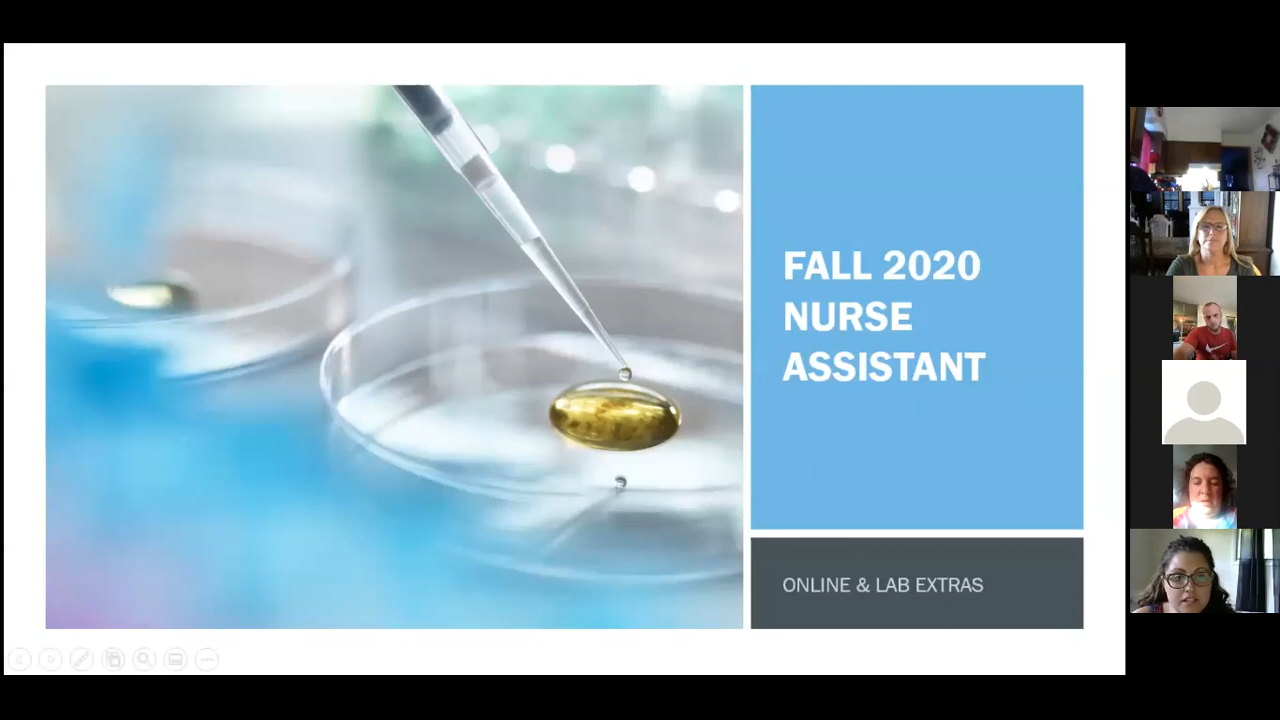 FALL 2020
NURSE
ASSISTANT
ONLINE & LAB EXTRAS